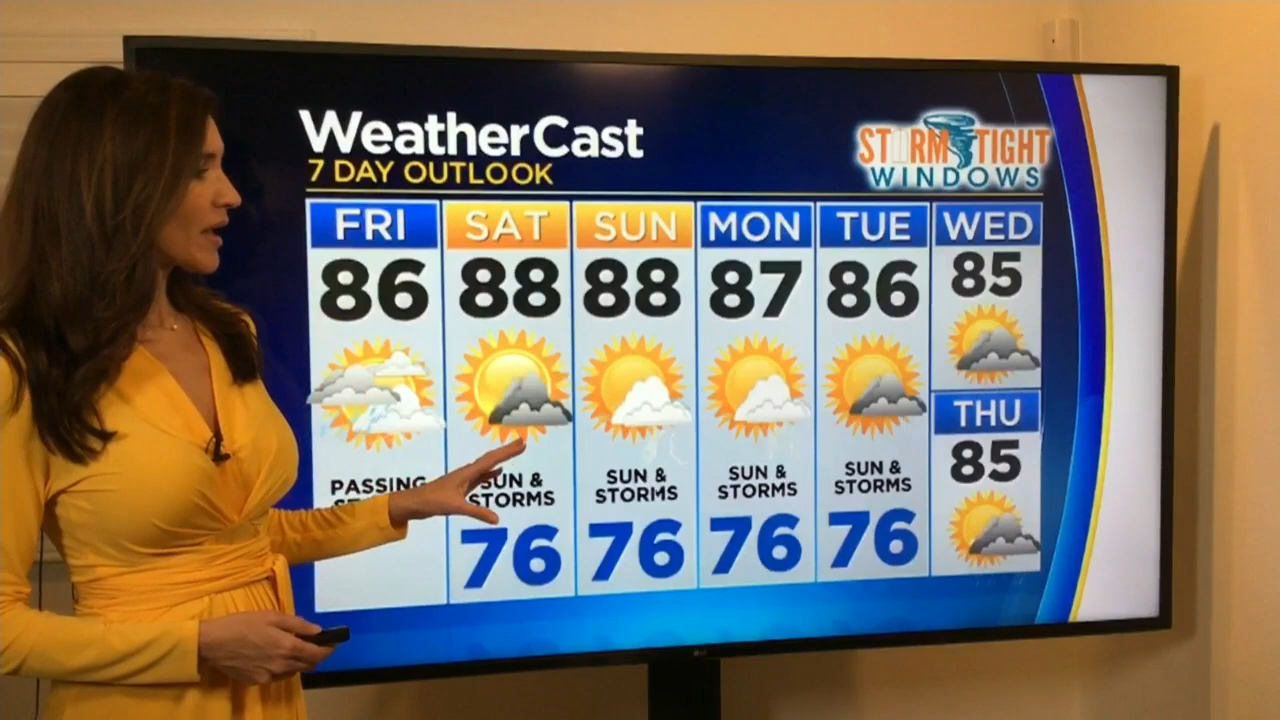 WeatherCast
7 DAY OUTLOOK
STORM TIGHT
WINDOWS
FRI
86
PASSING
SAT
88
SUN &
STORMS
76
SUN
88
SUN &
STORMS
76
MON
87
SUN &
STORMS
76
TUE
86
SUN &
STORMS
76
WED
85
THU
85
LG